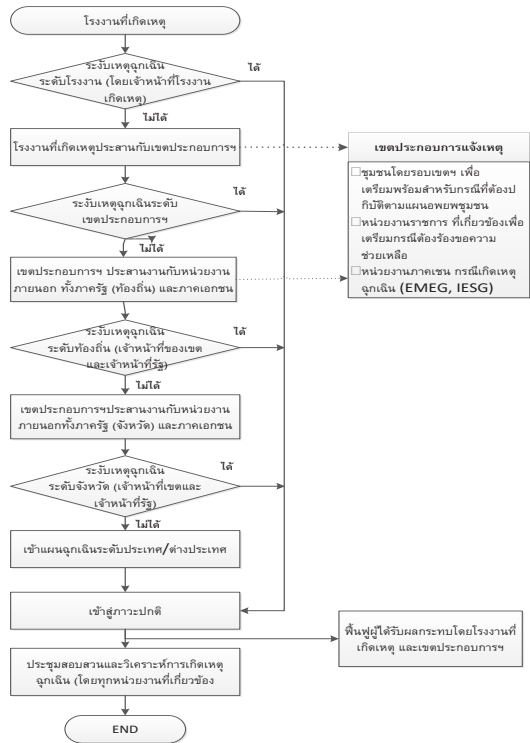 โรงงานที่เกิดเหตุ
ระงับเหตุฉุกเฉิน
ระดับโรงงาน (โดยเจ้าหน้าที่โรงงาน
เกิดเหตุ)
ได้
ไม่ได้
โรงงานที่เกิดเหตุประสานกับเขตประกอบการฯ
เขตประกอบการแจ้งเหตุ
ชุมชนโดยรอบเขตฯ เพื่อ
เตรียมพร้อมสำหรับกรณีที่ต้องป
ฏิบัติตามแผนอพยพชุมชน
หน่วยงานราชการ ที่เกี่ยวข้องเพื่อ
เตรียมกรณีต้องร้องขอความ
ช่วยเหลือ
หน่วยงานภาคเชน กรณีเกิดเหตุ
ฉุกเฉิน (EMEG, IESG)
ระงับเหตุฉุกเฉินระดับ
เขตประกอบการฯ
ได้
ไม่ได้
เขตประกอบการฯ ประสานงานกับหน่วยงาน
ภายนอก ทั้งภาครัฐ (ท้องถิ่น) และภาคเอกชน
ระงับเหตุฉุกเฉิน
ระดับท้องถิ่น (เจ้าหน้าที่ของเขต
และเจ้าหน้าที่รัฐ)
ได้
ไม่ได้
เขตประกอบการฯประสานงานกับหน่วยงาน
ภายนอกทั้งภาครัฐ (จังหวัด) และภาคเอกชน
ระงับเหตุฉุกเฉิน
ระดับจังหวัด (เจ้าหน้าที่เขตและ
เจ้าหน้าที่รัฐ)
ได้
ไม่ได้
เข้าแผนฉุกเฉินระดับประเทศ/ต่างประเทศ
เข้าสู่ภาวะปกติ
ฟื้นฟูผู้ได้รับผลกระทบโดยโรงงานที่
เกิดเหตุ และเขตประกอบการฯ
ประชุมสอบสวนและวิเคราะห์การเกิดเหตุ
ฉุกเฉิน (โดยทุกหน่วยงานที่เกี่ยวข้อง
END